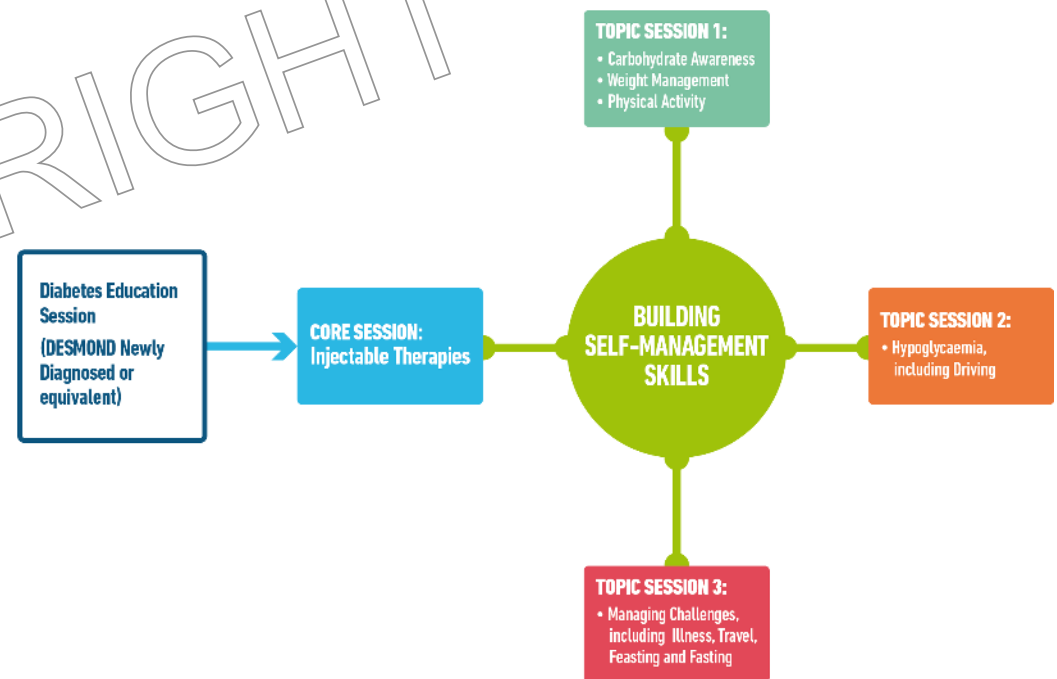 RIGHT
TOPIC SESSION 1:
• Carbohydrate Awareness
• Weight Management
• Physical Activity
Diabetes Education
Session
(DESMOND Newly
Diagnosed or
equivalent)
CORE SESSION:
Injectable Therapies
BUILDING
SELF-MANAGEMENT
SKILLS
TOPIC SESSION 2:
• Hypoglycaemia,
including Driving
TOPIC SESSION 3:
• Managing Challenges,
including Illness, Travel,
Feasting and Fasting